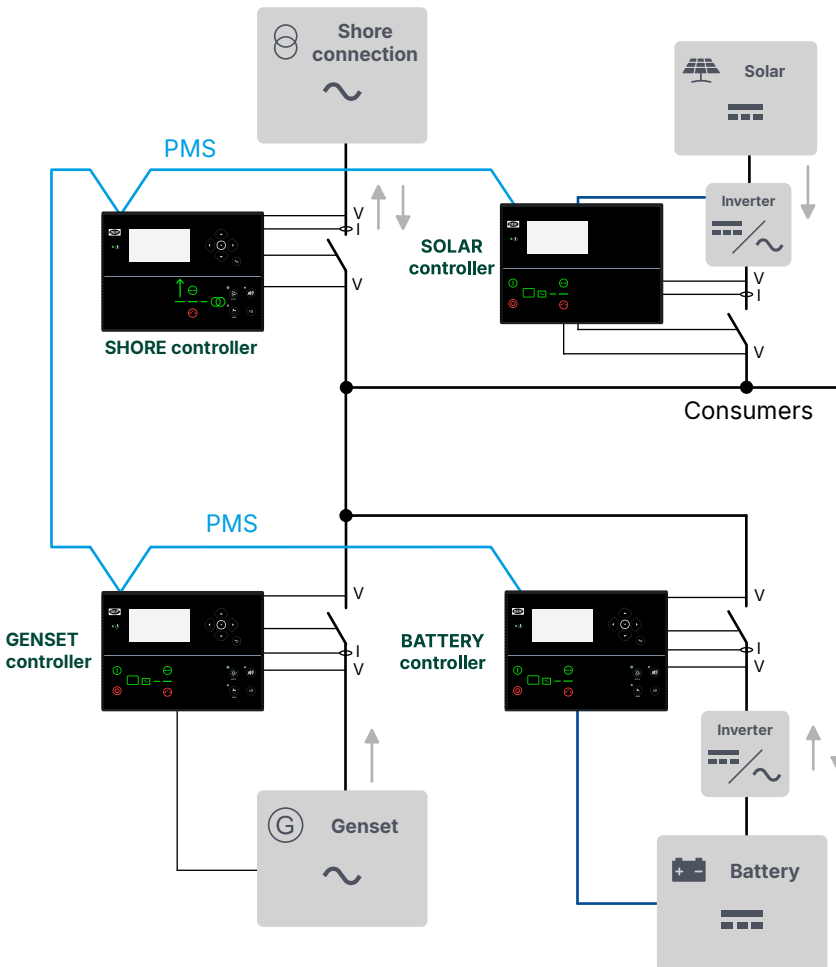 Shore
connection
PMS
Solar
Inverter
V
I
V
SHORE controller
SOLAR
controller
V
I
V
Consumers
PMS
V
I
V
GENSET
controller
BATTERY
controller
V
I
V
Inverter
G
Genset
Battery